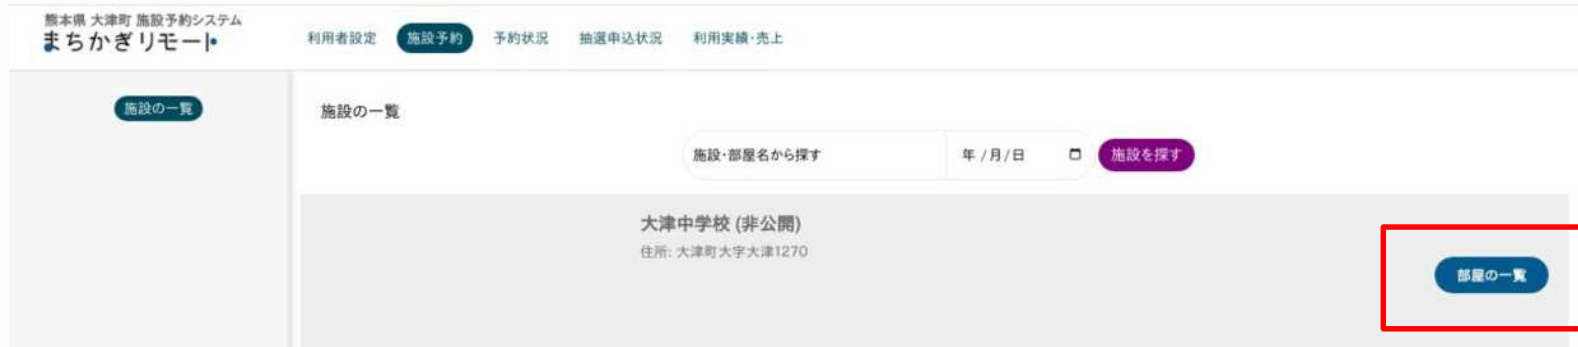 熊本県 大津町 施設予約システム
まちかぎリモート
利用者設定 施設予約 予約状況 抽選申込状況 利用実績・売上
施設の一覧
施設の一覧
施設・部屋名から探す 年 /月/日 施設を探す
大津中学校 (非公開)
住所: 大津町大字大津1270
部屋の一覧